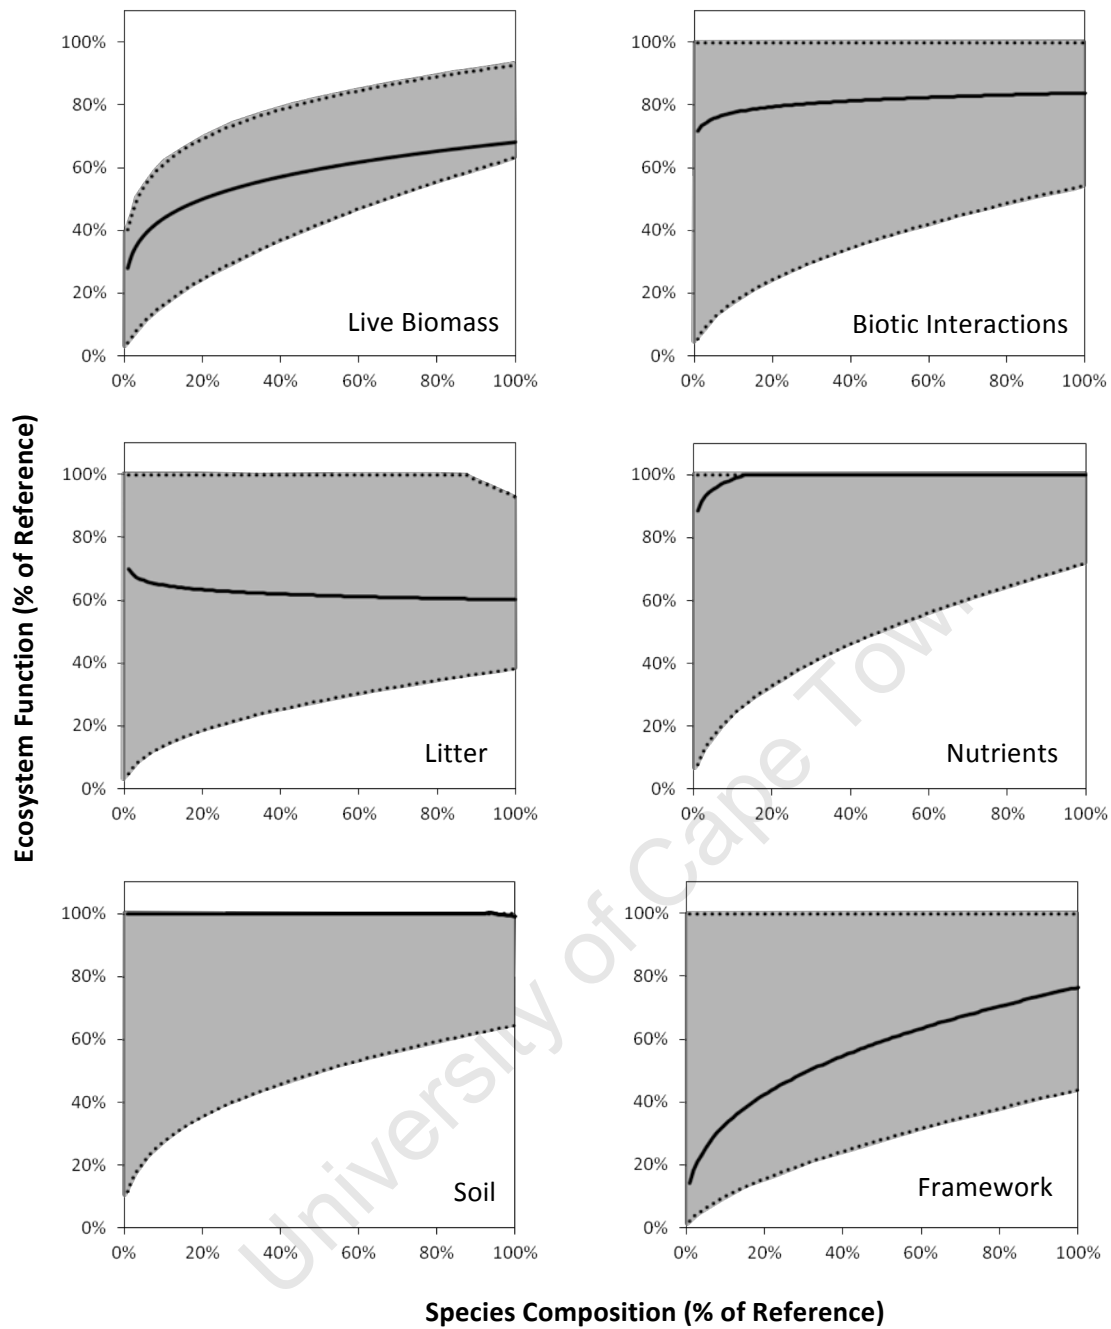 100%
80%
60%
40%
20%
0%
0% 20% 40% 60% 80% 100%
Live Biomass
100%
80%
60%
40%
20%
0%
0% 20% 40% 60% 80% 100%
Biotic Interactions
Ecosystem Function (% of Reference)
100%
80%
60%
40%
20%
0%
0% 20% 40% 60% 80% 100%
Litter
100%
80%
60%
40%
20%
0%
0% 20% 40% 60% 80% 100%
Nutrients
100%
80%
60%
40%
20%
0%
0% 20% 40% 60% 80% 100%
Soil
100%
80%
60%
40%
20%
0%
0% 20% 40% 60% 80% 100%
Framework
Species Composition (% of Reference)
University of Cape Town